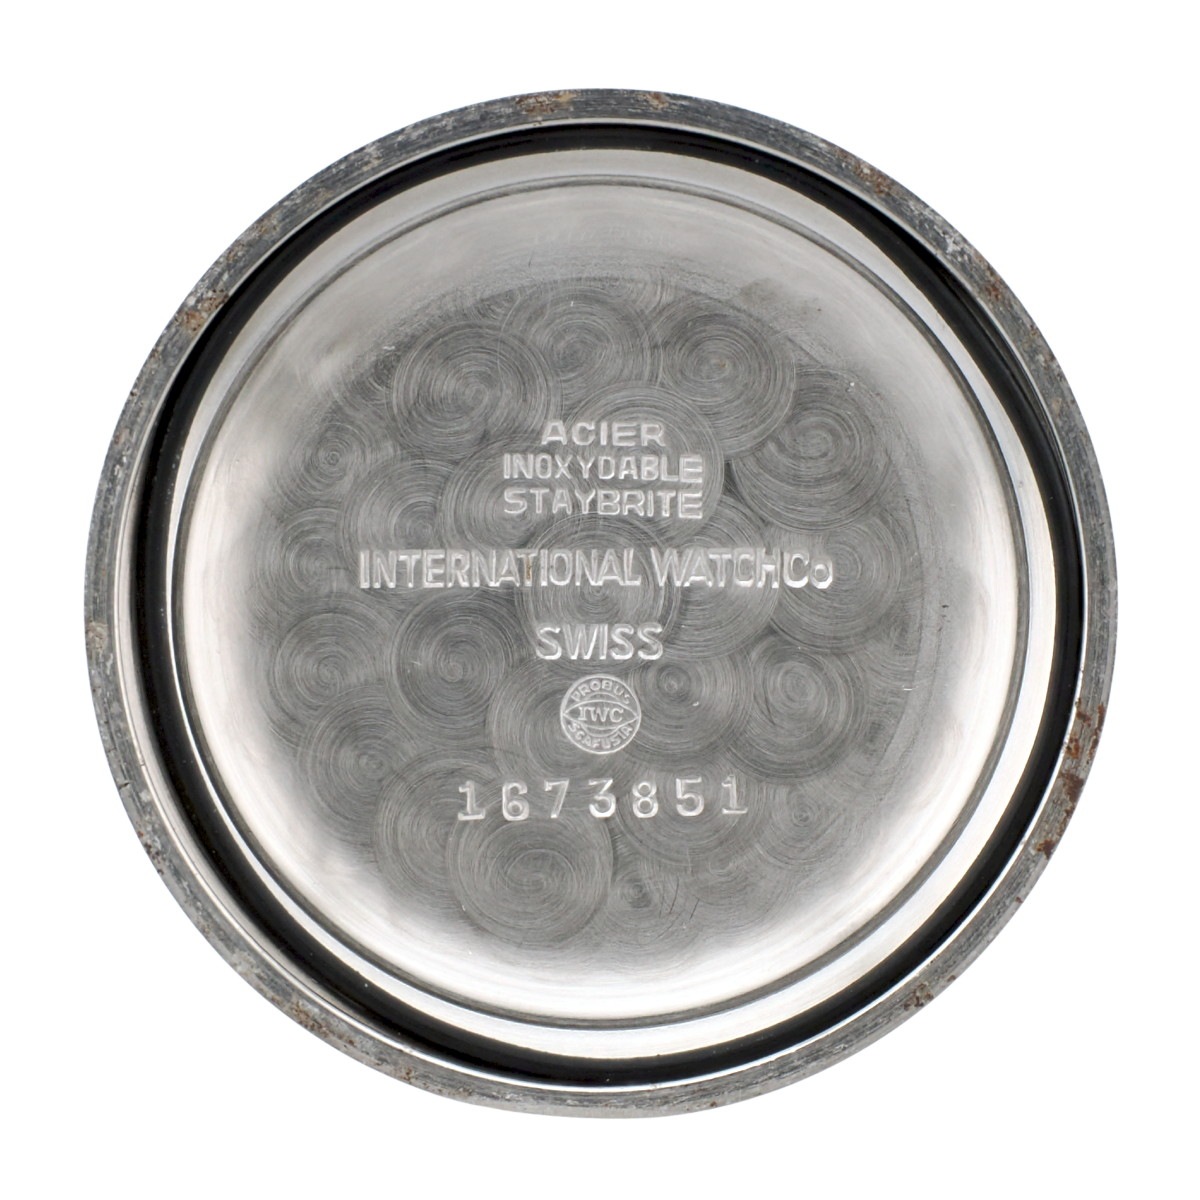 ACIER
INOXYDABLE
STAYBRITE
INTERNATIONAL WATCH Co
SWISS
PROBUS
IWC
SCAFUSIA
1673851